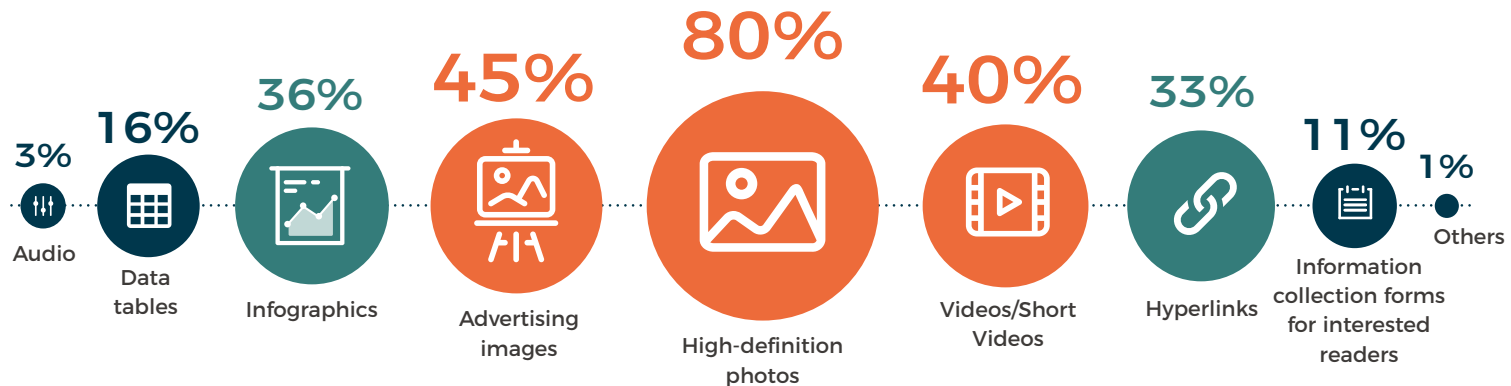 3%
Audio
16%
Data
tables
36%
Infographics
45%
Advertising
images
80%
High-definition
photos
40%
Videos/Short
Videos
33%
Hyperlinks
11%
Information
collection forms
for interested
readers
1%
Others